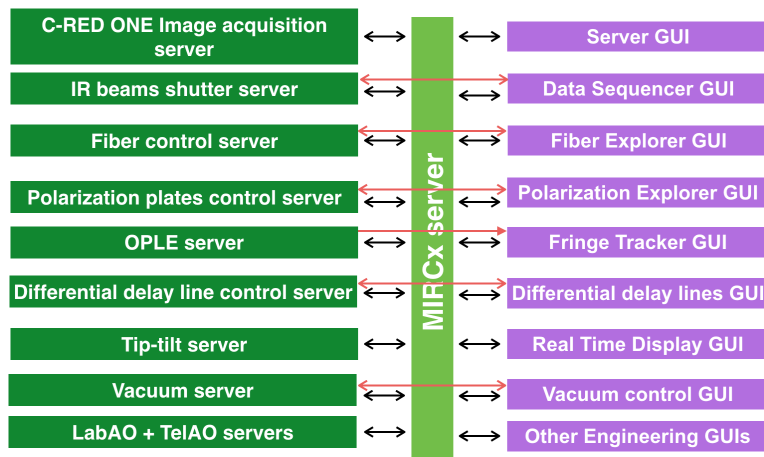 C-RED ONE Image acquisition
server
IR beams shutter server
Fiber control server
Polarization plates control server
OPLE server
Differential delay line control server
Tip-tilt server
Vacuum server
LabAO + TelAO servers
MIRCx server
Server GUI
Data Sequencer GUI
Fiber Explorer GUI
Polarization Explorer GUI
Fringe Tracker GUI
Differential delay lines GUI
Real Time Display GUI
Vacuum control GUI
Other Engineering GUIs